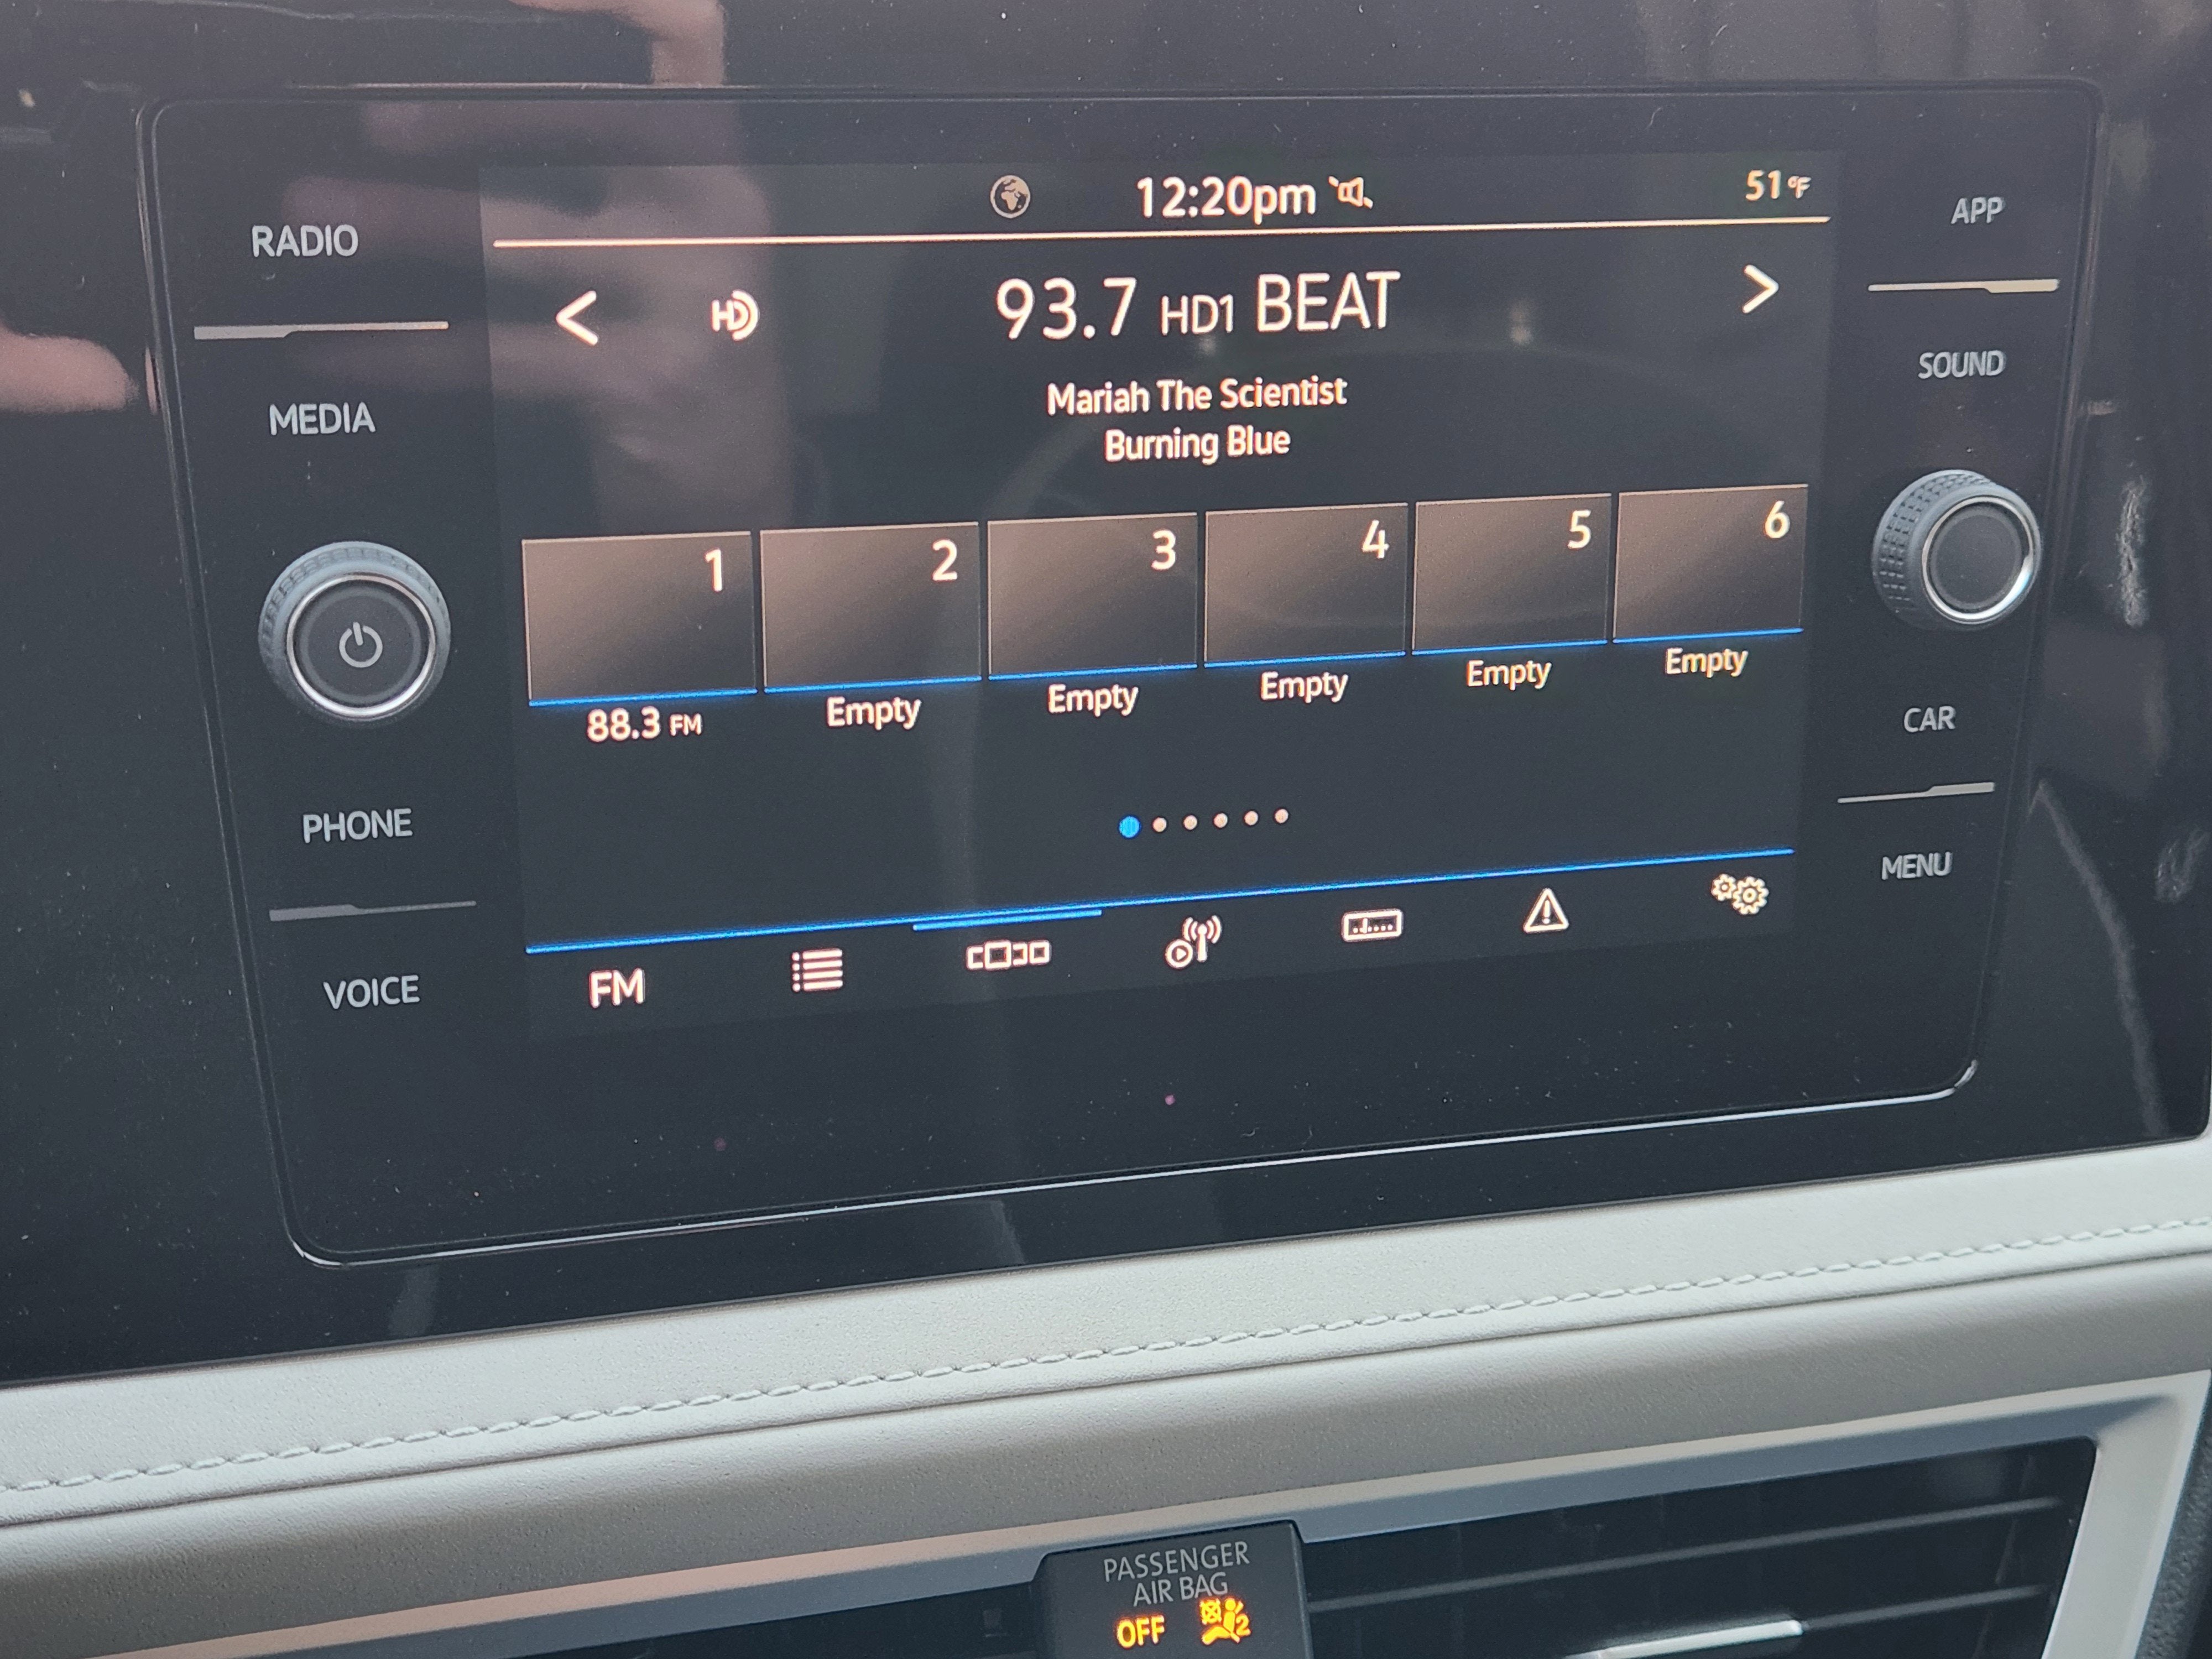 RADIO
MEDIA
PHONE
VOICE
12:20pm
51°F
< HD 93.7 HD1 BEAT >
Mariah The Scientist
Burning Blue
1 2 3 4 5 6
88.3 FM Empty Empty Empty Empty Empty
FM
APP
SOUND
CAR
MENU
PASSENGER
AIR BAG
OFF 2